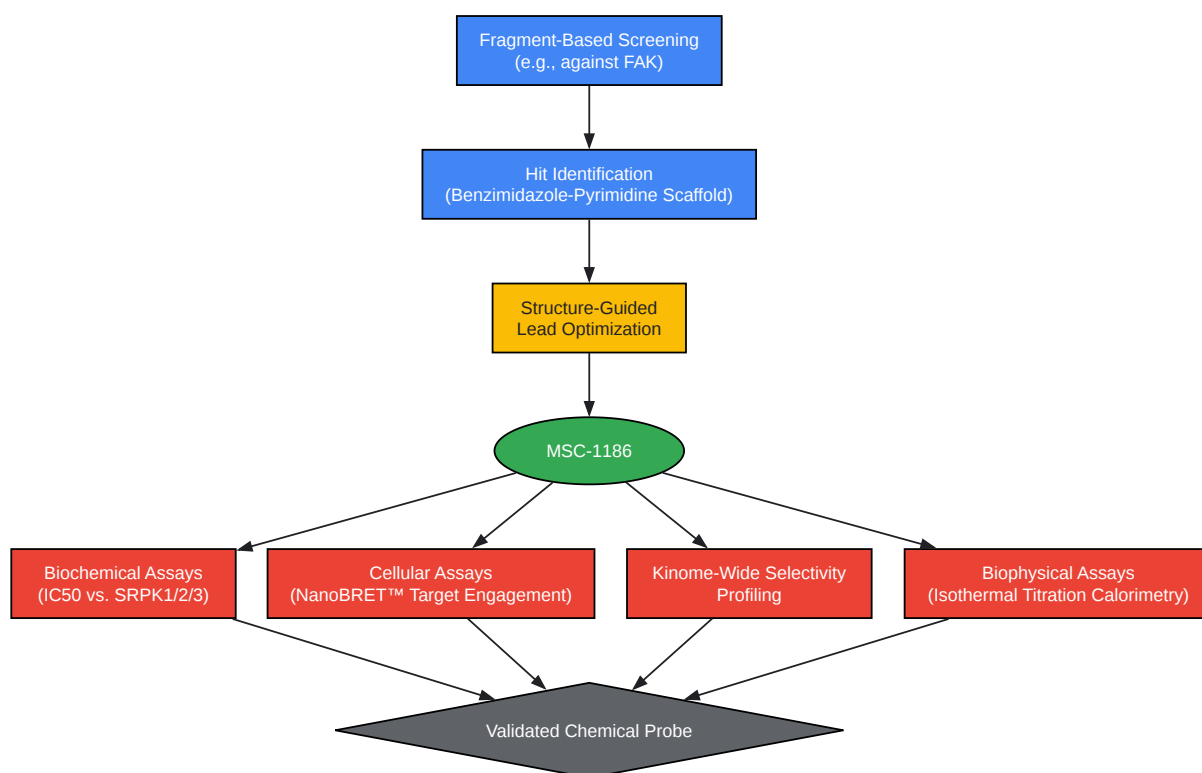 Fragment-Based Screening
(e.g., against FAK)
Hit Identification
(Benzimidazole-Pyrimidine Scaffold)
Structure-Guided
Lead Optimization
MSC-1186
Biochemical Assays
(IC50 vs. SRPK1/2/3)
Cellular Assays
(NanoBRET™ Target Engagement)
Kinome-Wide Selectivity
Profiling
Biophysical Assays
(Isothermal Titration Calorimetry)
Validated Chemical Probe